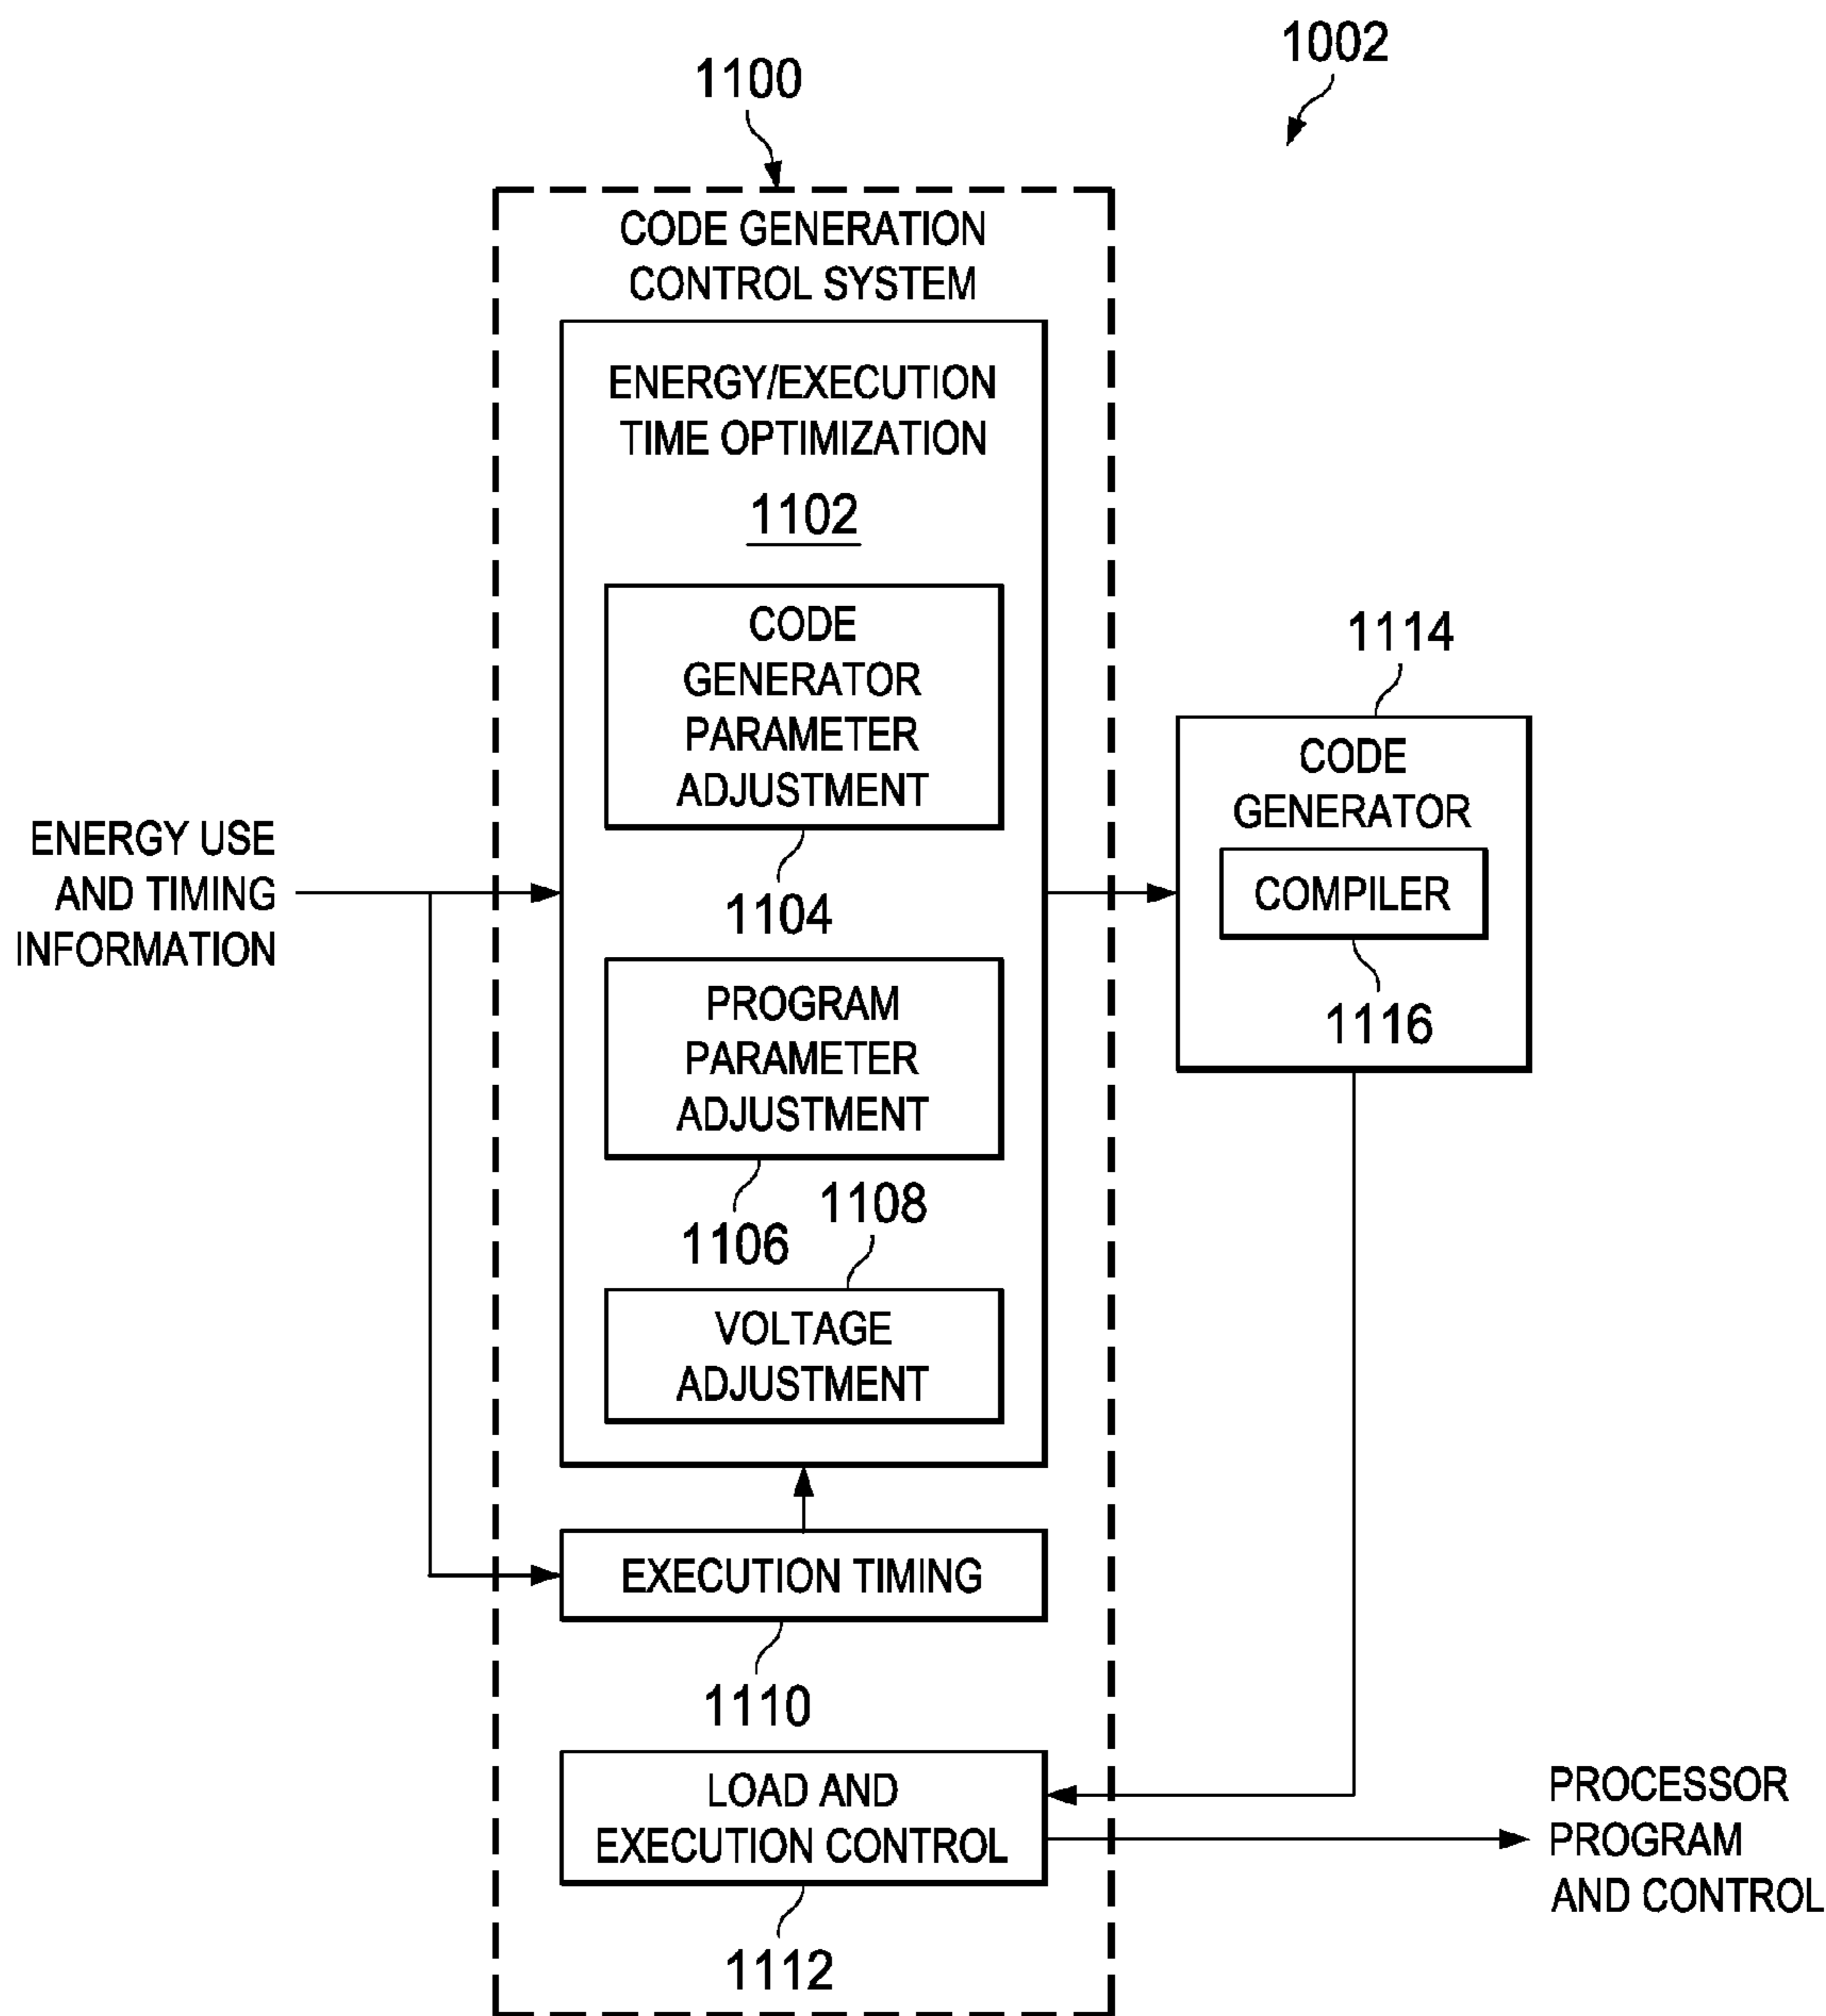 1002
1100
CODE GENERATION
CONTROL SYSTEM
ENERGY/EXECUTION
TIME OPTIMIZATION
1102
CODE
GENERATOR
PARAMETER
ADJUSTMENT
1104
PROGRAM
PARAMETER
ADJUSTMENT
1106
1108
VOLTAGE
ADJUSTMENT
ENERGY USE
AND TIMING
INFORMATION
EXECUTION TIMING
1110
LOAD AND
EXECUTION CONTROL
1112
1114
CODE
GENERATOR
COMPILER
1116
PROCESSOR
PROGRAM
AND CONTROL